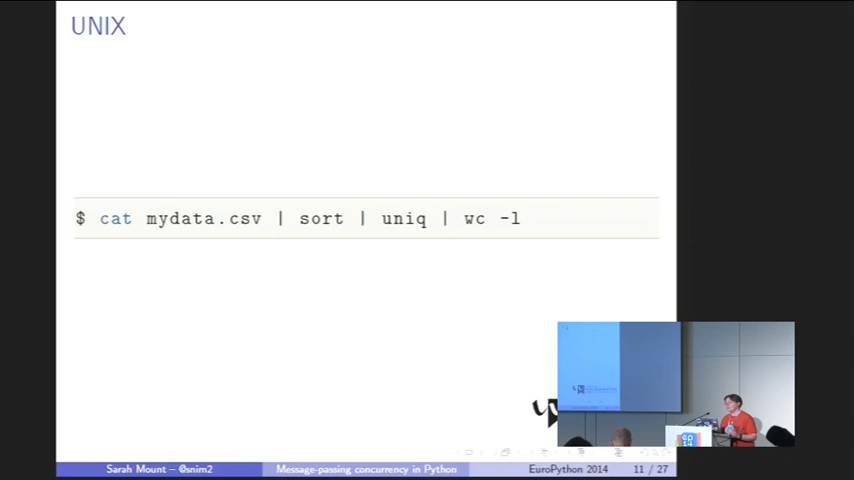 UNIX
$ cat mydata.csv | sort | uniq | wc -l
Sarah Mount – @snim2 Message-passing concurrency in Python EuroPython 2014 11 / 27